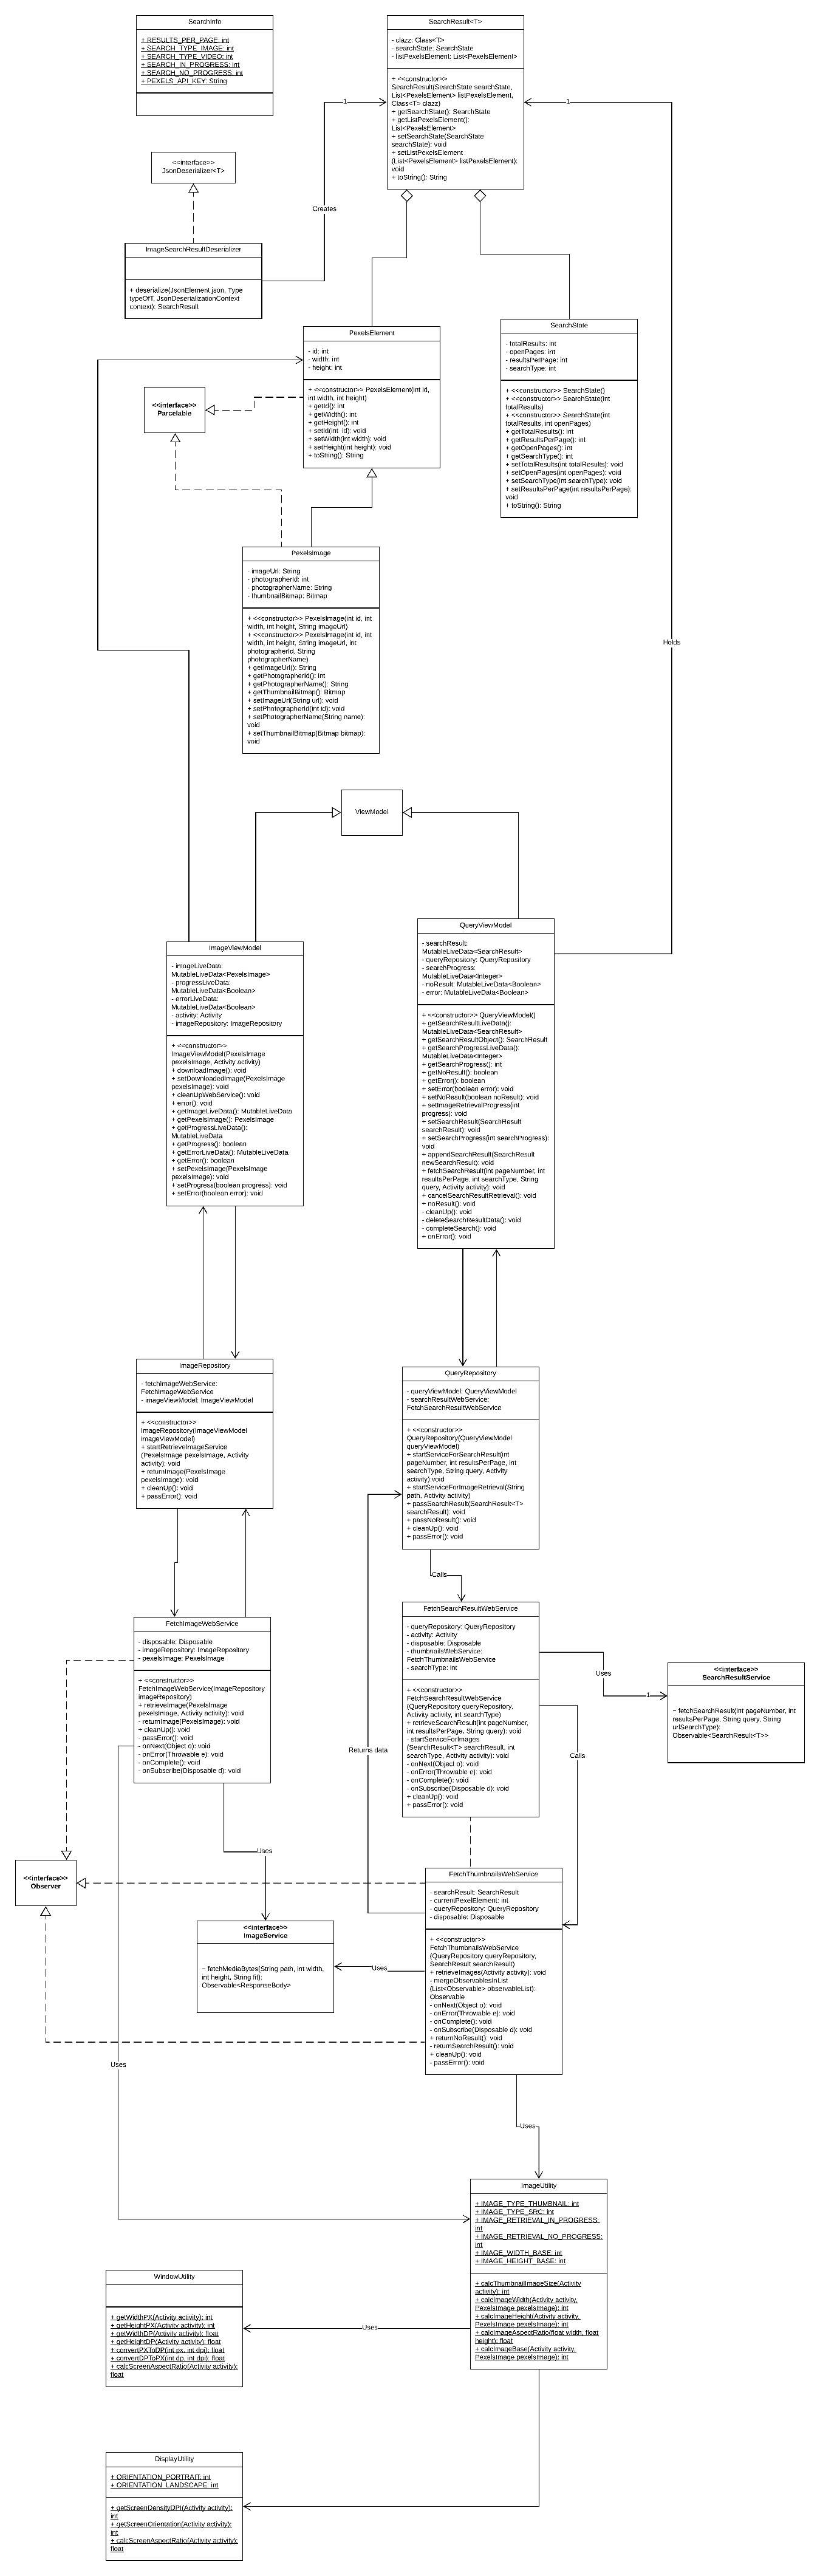 SearchInfo
+ RESULTS_PER_PAGE: int
+ SEARCH_TYPE_IMAGE: int
+ SEARCH_TYPE_VIDEO: int
+ SEARCH_IN_PROGRESS: int
+ SEARCH_NO_PROGRESS: int
+ PEXELS_API_KEY: String
SearchResult<T>
- clazz: Class<T>
- searchState: SearchState
- listPexelsElement: List<PexelsElement>
+ <<constructor>>
SearchResult(SearchState searchState,
List<PexelsElement> listPexelsElement,
Class<T> clazz)
+ getSearchState(): SearchState
+ getListPexelsElement():
List<PexelsElement>
+ setSearchState(SearchState
searchState): void
+ setListPexelsElement
(List<PexelsElement> listPexelsElement):
void
+ toString(): String
1
1
<<interface>>
JsonDeserializer<T>
Creates
ImageSearchResultDeserializer
+ deserialize(JsonElement json, Type
typeOfT, JsonDeserializationContext
context): SearchResult
PexelsElement
- id: int
- width: int
- height: int
+ <<constructor>> PexelsElement(int id,
int width, int height)
+ getId(): int
+ getWidth(): int
+ getHeight(): int
+ setId(int id): void
+ setWidth(int width): void
+ setHeight(int height): void
+ toString(): String
SearchState
- totalResults: int
- openPages: int
- resultsPerPage: int
- searchType: int
+ <<constructor>> SearchState()
+ <<constructor>> SearchState(int
totalResults)
+ <<constructor>> SearchState(int
totalResults, int openPages)
+ getTotalResults(): int
+ getResultsPerPage(): int
+ getOpenPages(): int
+ getSearchType(): int
+ setTotalResults(int totalResults): void
+ setOpenPages(int openPages): void
+ setSearchType(int searchType): void
+ setResultsPerPage(int resultsPerPage):
void
+ toString(): String
<<interface>>
Parcelable
PexelsImage
- imageUrl: String
- photographerId: int
- photographerName: String
- thumbnailBitmap: Bitmap
+ <<constructor>> PexelsImage(int id, int
width, int height, String imageUrl)
+ <<constructor>> PexelsImage(int id, int
width, int height, String imageUrl, int
photographerId, String
photographerName)
+ getImageUrl(): String
+ getPhotographerId(): int
+ getPhotographerName(): String
+ getThumbnailBitmap(): Bitmap
+ setImageUrl(String url): void
+ setPhotographerId(int id): void
+ setPhotographerName(String name):
void
+ setThumbnailBitmap(Bitmap bitmap):
void
Holds
ViewModel
ImageViewModel
- imageLiveData:
MutableLiveData<PexelsImage>
- progressLiveData:
MutableLiveData<Boolean>
- errorLiveData:
MutableLiveData<Boolean>
- activity: Activity
- imageRepository: ImageRepository
+ <<constructor>>
ImageViewModel(PexelsImage
pexelsImage, Activity activity)
+ downloadImage(): void
+ setDownloadedImage(PexelsImage
pexelsImage): void
+ cleanUpWebService(): void
+ error(): void
+ getImageLiveData(): MutableLiveData
+ getPexelsImage(): PexelsImage
+ getProgressLiveData():
MutableLiveData
+ getProgress(): boolean
+ getErrorLiveData(): MutableLiveData
+ getError(): boolean
+ setPexelsImage(PexelsImage
pexelsImage): void
+ setProgress(boolean progress): void
+ setError(boolean error): void
QueryViewModel
- searchResult:
MutableLiveData<SearchResult>
- queryRepository: QueryRepository
- searchProgress:
MutableLiveData<Integer>
- noResult: MutableLiveData<Boolean>
- error: MutableLiveData<Boolean>
+ <<constructor>> QueryViewModel()
+ getSearchResultLiveData():
MutableLiveData<SearchResult>
+ getSearchResultObject(): SearchResult
+ getSearchProgressLiveData():
MutableLiveData<Integer>
+ getSearchProgress(): int
+ getNoResult(): boolean
+ getError(): boolean
+ setError(boolean error): void
+ setNoResult(boolean noResult): void
+ setImageRetrievalProgress(int
progress): void
+ setSearchResult(SearchResult
searchResult): void
+ setSearchProgress(int searchProgress):
void
+ appendSearchResult(SearchResult
newSearchResult): void
+ fetchSearchResult(int pageNumber, int
resultsPerPage, int searchType, String
query, Activity activity): void
+ cancelSearchResultRetrieval(): void
+ noResult(): void
- cleanUp(): void
- deleteSearchResultData(): void
- completeSearch(): void
+ onError(): void
ImageRepository
- fetchImageWebService:
FetchImageWebService
- imageViewModel: ImageViewModel
+ <<constructor>>
ImageRepository(ImageViewModel
imageViewModel)
+ startRetrieveImageService
(PexelsImage pexelsImage, Activity
activity): void
+ returnImage(PexelsImage
pexelsImage): void
+ cleanUp(): void
+ passError(): void
QueryRepository
- queryViewModel: QueryViewModel
- searchResultWebService:
FetchSearchResultWebService
+ <<constructor>>
QueryRepository(QueryViewModel
queryViewModel)
+ startServiceForSearchResult(int
pageNumber, int resultsPerPage, int
searchType, String query, Activity
activity):void
+ startServiceForImageRetrieval(String
path, Activity activity)
+ passSearchResult(SearchResult<T>
searchResult): void
+ passNoResult(): void
+ cleanUp(): void
+ passError(): void
Calls
FetchImageWebService
- disposable: Disposable
- imageRepository: ImageRepository
- pexelsImage: PexelsImage
+ <<constructor>>
FetchImageWebService(ImageRepository
imageRepository)
+ retrieveImage(PexelsImage
pexelsImage, Activity activity): void
- returnImage(PexelsImage): void
+ cleanUp(): void
- passError(): void
- onNext(Object o): void
- onError(Throwable e): void
- onComplete(): void
- onSubscribe(Disposable d): void
FetchSearchResultWebService
- queryRepository: QueryRepository
- activity: Activity
- disposable: Disposable
- thumbnailsWebService:
FetchThumbnailsWebService
- searchType: int
+ <<constructor>>
FetchSearchResultWebService
(QueryRepository queryRepository,
Activity activity, int searchType)
+ retrieveSearchResult(int pageNumber,
int resultsPerPage, String query): void
- startServiceForImages
(SearchResult<T> searchResult, int
searchType, Activity activity): void
- onNext(Object o): void
- onError(Throwable e): void
- onComplete(): void
- onSubscribe(Disposable d): void
+ cleanUp(): void
+ passError(): void
Uses
1
<<interface>>
SearchResultService
~ fetchSearchResult(int pageNumber, int
resultsPerPage, String query, String
urlSearchType):
Observable<SearchResult<T>>
Returns data
Calls
Uses
<<interface>>
Observer
<<interface>>
ImageService
~ fetchMediaBytes(String path, int width,
int height, String fit):
Observable<ResponseBody>
Uses
FetchThumbnailsWebService
- searchResult: SearchResult
- currentPexelElement: int
- queryRepository: QueryRepository
- disposable: Disposable
+ <<constructor>>
FetchThumbnailsWebService
(QueryRepository queryRepository,
SearchResult searchResult)
+ retrieveImages(Activity activity): void
- mergeObservablesInList
(List<Observable> observableList):
Observable
- onNext(Object o): void
- onError(Throwable e): void
- onComplete(): void
- onSubscribe(Disposable d): void
+ returnNoResult(): void
- returnSearchResult(): void
+ cleanUp(): void
- passError(): void
Uses
Uses
ImageUtility
+ IMAGE_TYPE_THUMBNAIL: int
+ IMAGE_TYPE_SRC: int
+ IMAGE_RETRIEVAL_IN_PROGRESS:
int
+ IMAGE_RETRIEVAL_NO_PROGRESS:
int
+ IMAGE_WIDTH_BASE: int
+ IMAGE_HEIGHT_BASE: int
+ calcThumbnailImageSize(Activity
activity): int
+ calcImageWidth(Activity activity,
PexelsImage pexelsImage): int
+ calcImageHeight(Activity activity,
PexelsImage pexelsImage): int
+ calcImageAspectRatio(float width, float
height): float
+ calcImageBase(Activity activity,
PexelsImage pexelsImage): int
WindowUtility
+ getWidthPX(Activity activity): int
+ getHeightPX(Activity activity): int
+ getWidthDP(Activity activity): float
+ getHeightDP(Activity activity): float
+ convertPXToDP(int px, int dpi): float
+ convertDPToPX(int dp, int dpi): float
+ calcScreenAspectRatio(Activity activity):
float
Uses
DisplayUtility
+ ORIENTATION_PORTRAIT: int
+ ORIENTATION_LANDSCAPE: int
+ getScreenDensityDPI(Activity activity):
int
+ getScreenOrientation(Activity activity):
int
+ calcScreenAspectRatio(Activity activity):
float